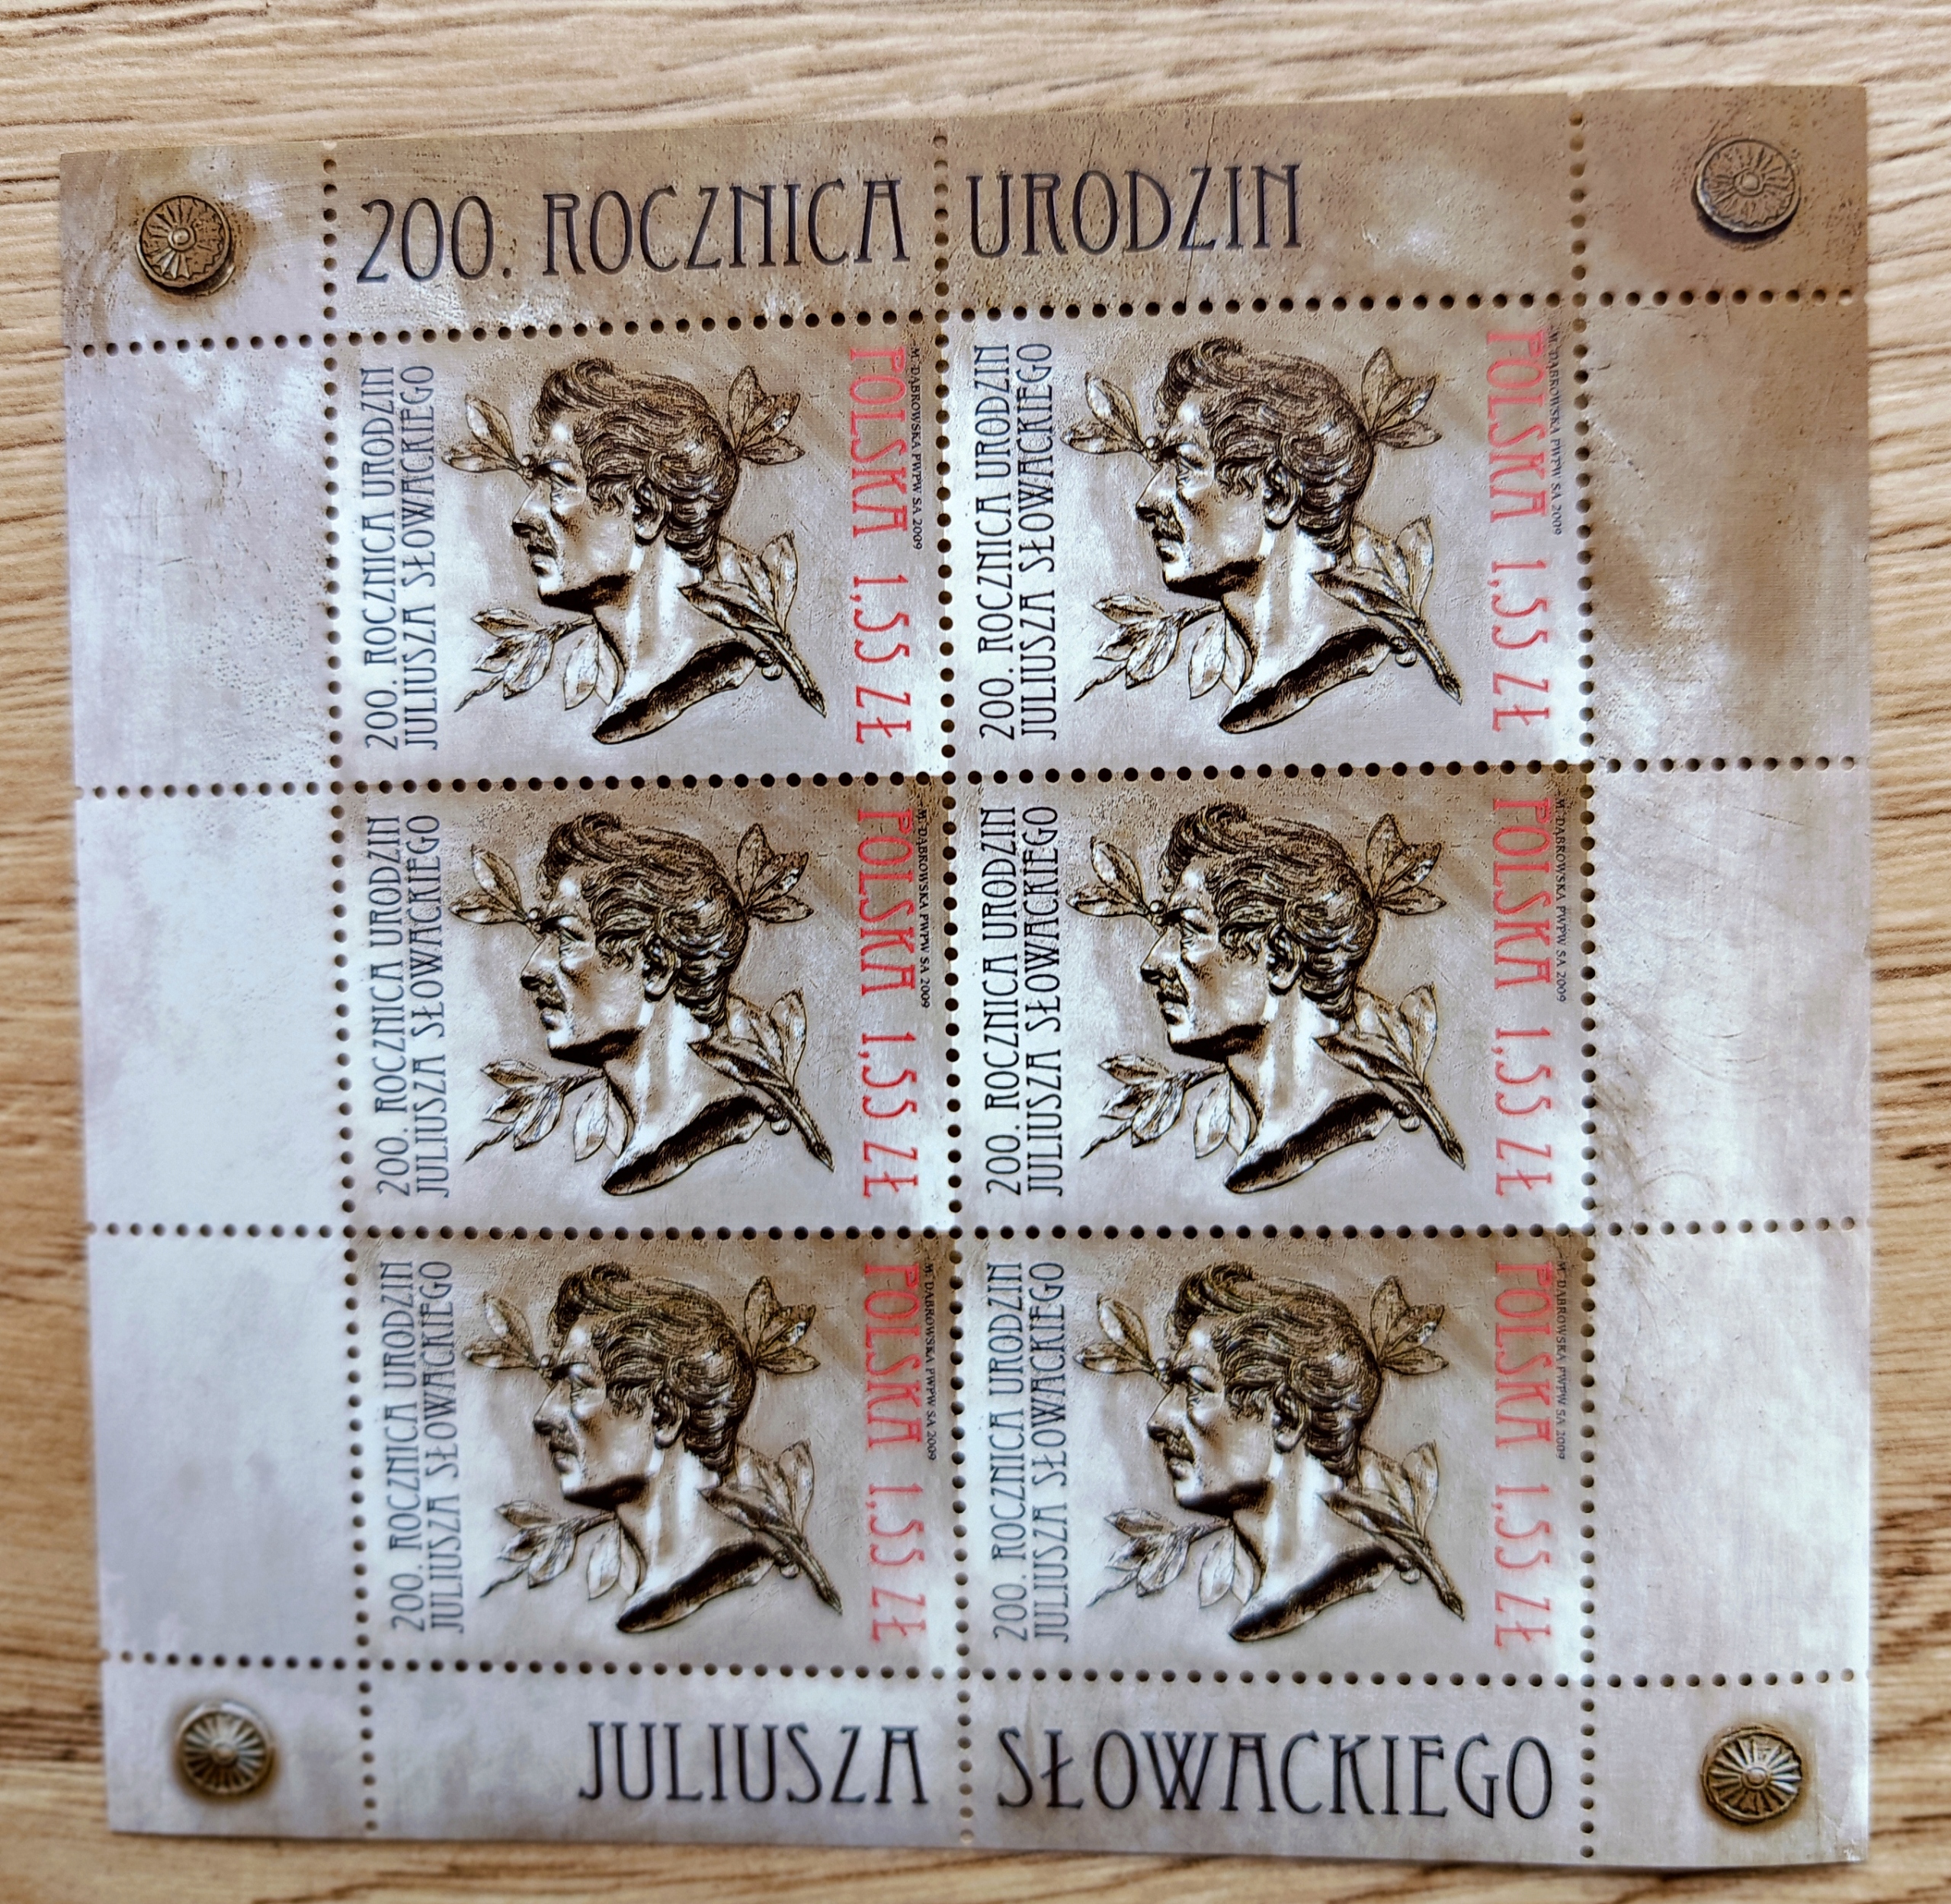 200. ROCZNICA URODZIN
200. ROCZNICA URODZIN
JULIUSZA SŁOWACKIEGO
POLSKA 1,55 ZŁ
M. DĄBROWSKA PWPW SA 2009
200. ROCZNICA URODZIN
JULIUSZA SŁOWACKIEGO
POLSKA 1,55 ZŁ
M. DĄBROWSKA PWPW SA 2009
200. ROCZNICA URODZIN
JULIUSZA SŁOWACKIEGO
POLSKA 1,55 ZŁ
M. DĄBROWSKA PWPW SA 2009
200. ROCZNICA URODZIN
JULIUSZA SŁOWACKIEGO
POLSKA 1,55 ZŁ
M. DĄBROWSKA PWPW SA 2009
200. ROCZNICA URODZIN
JULIUSZA SŁOWACKIEGO
POLSKA 1,55 ZŁ
M. DĄBROWSKA PWPW SA 2009
200. ROCZNICA URODZIN
JULIUSZA SŁOWACKIEGO
POLSKA 1,55 ZŁ
M. DĄBROWSKA PWPW SA 2009
JULIUSZA SŁOWACKIEGO